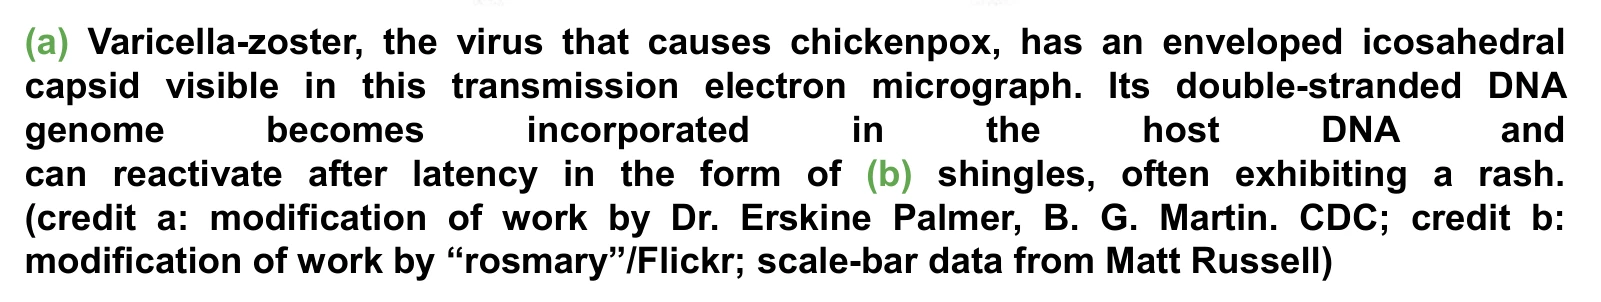 (a) Varicella-zoster, the virus that causes chickenpox, has an enveloped icosahedral
capsid visible in this transmission electron micrograph. Its double-stranded DNA
genome becomes incorporated in the host DNA and
can reactivate after latency in the form of (b) shingles, often exhibiting a rash.
(credit a: modification of work by Dr. Erskine Palmer, B. G. Martin. CDC; credit b:
modification of work by “rosmary”/Flickr; scale-bar data from Matt Russell)